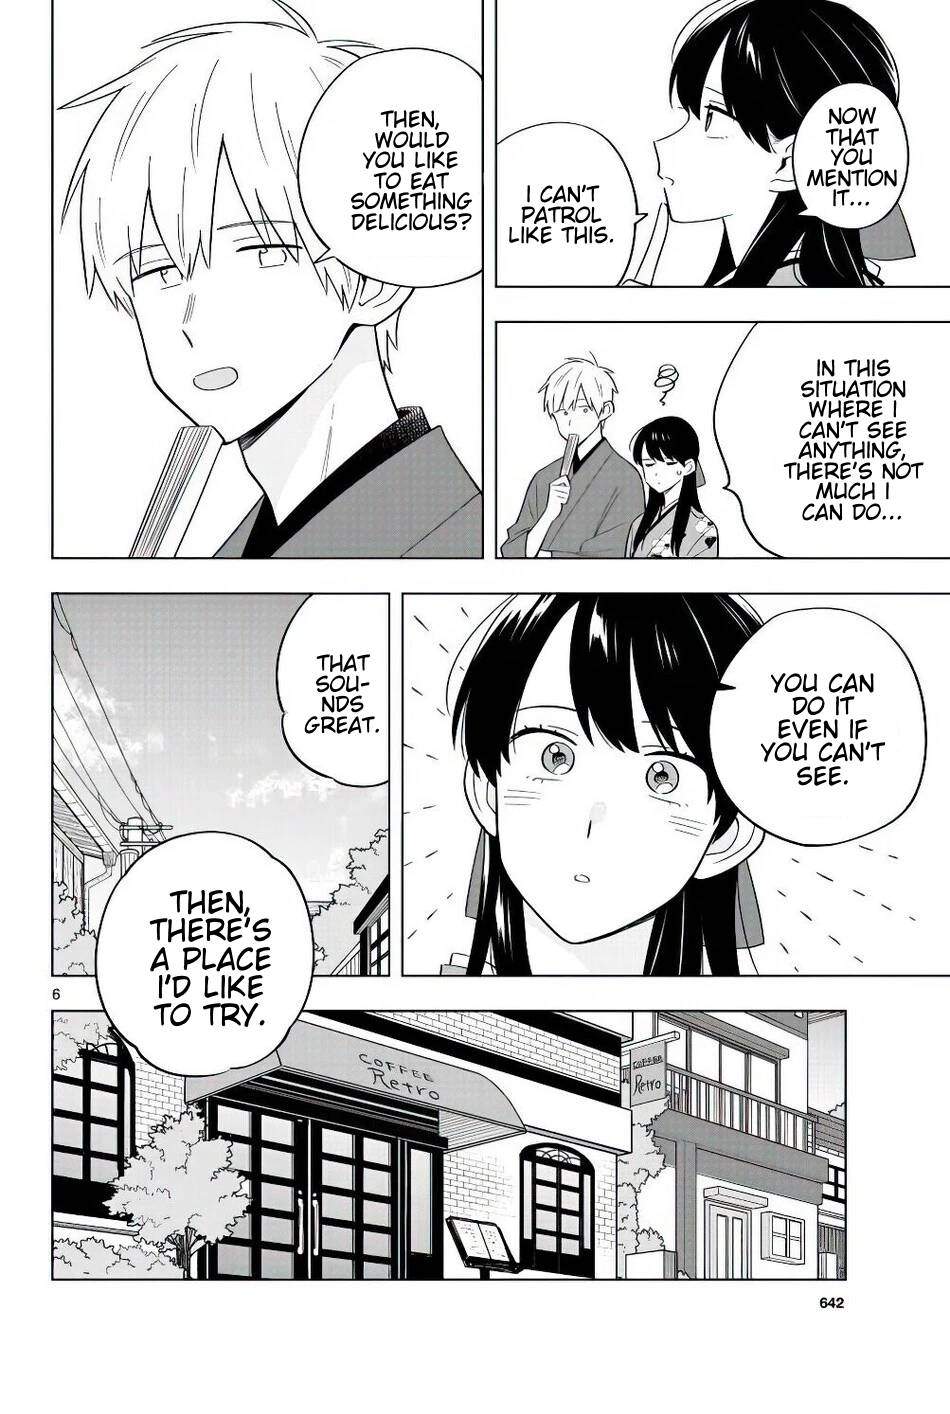 NOW
THAT
YOU
MENTION
IT...
I CAN'T
PATROL
LIKE THIS.
THEN,
WOULD
YOU LIKE
TO EAT
SOMETHING
DELICIOUS?
IN THIS
SITUATION
WHERE I
CAN'T SEE
ANYTHING,
THERE'S NOT
MUCH I
CAN DO...
YOU CAN
DO IT
EVEN IF
YOU CAN'T
SEE.
THAT
SOU-
NDS
GREAT.
THEN,
THERE'S
A PLACE
I'D LIKE
TO TRY.
6
COFFEE
Retro
COFFEE
Retro
642